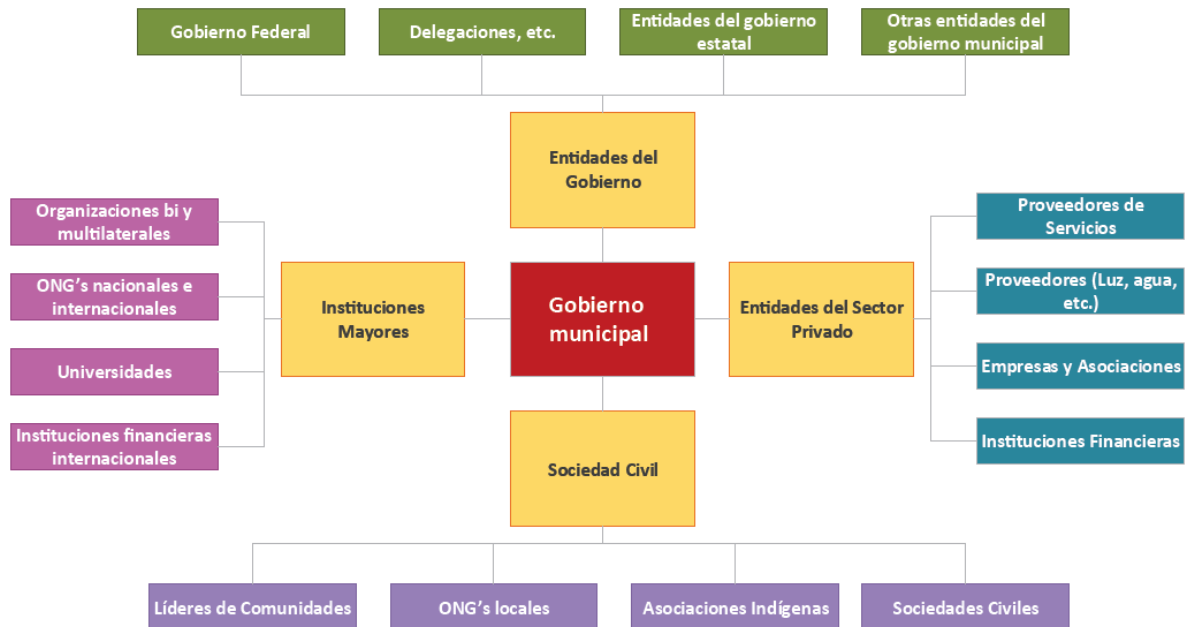 Gobierno Federal
Delegaciones, etc.
Entidades del gobierno
estatal
Otras entidades del
gobierno municipal
Entidades del
Gobierno
Organizaciones bi y
multilaterales
ONG’s nacionales e
internacionales
Universidades
Instituciones financieras
internacionales
Instituciones
Mayores
Gobierno
municipal
Entidades del Sector
Privado
Proveedores de
Servicios
Proveedores (Luz, agua,
etc.)
Empresas y Asociaciones
Instituciones Financieras
Sociedad Civil
Líderes de Comunidades
ONG’s locales
Asociaciones Indígenas
Sociedades Civiles